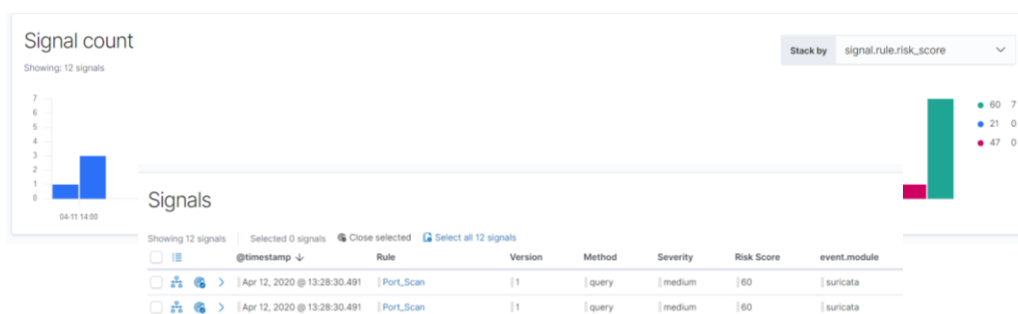 Signal count
Stack by signal.rule.risk_score
Showing: 12 signals
7
6
5
4
3
2
1
0
04-11 14:00
60 7
21 0
47 0
Signals
Showing 12 signals Selected 0 signals Close selected Select all 12 signals
@timestamp Rule Version Method Severity Risk Score event.module
Apr 12, 2020 @ 13:28:30.491 Port_Scan 1 query medium 60 suricata
Apr 12, 2020 @ 13:28:30.491 Port_Scan 1 query medium 60 suricata